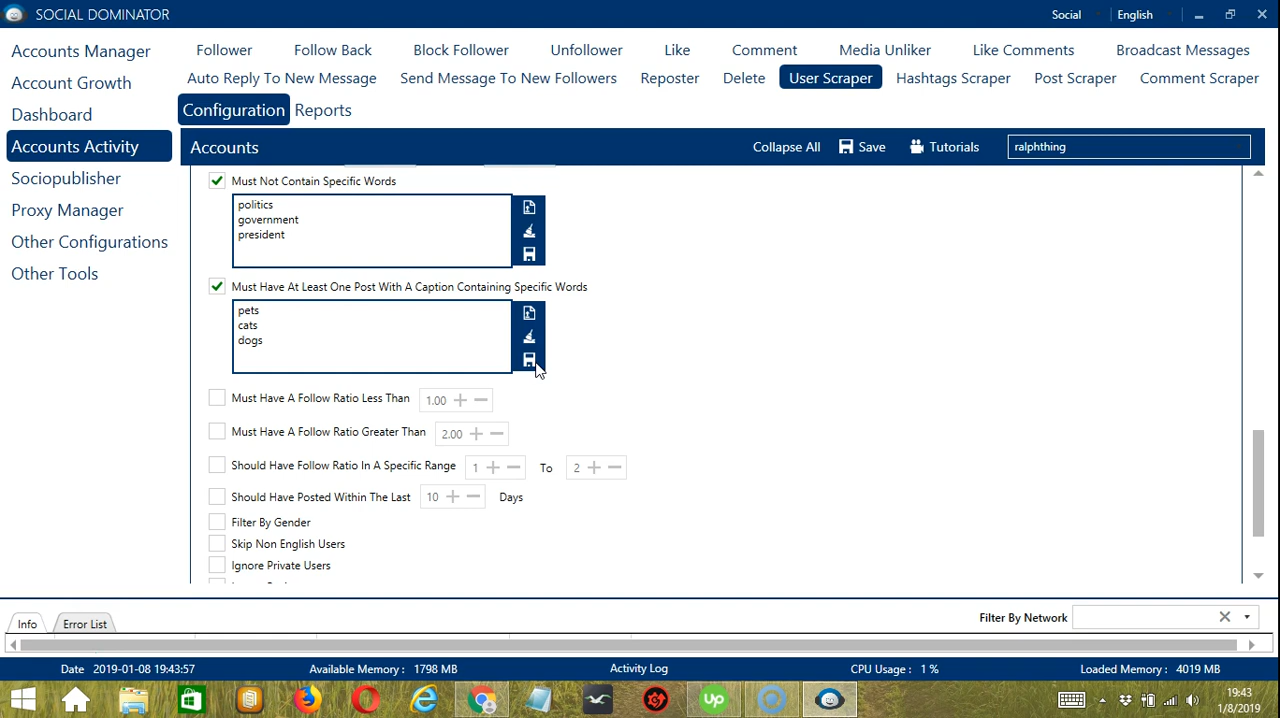 SOCIAL DOMINATOR
Social
English
Accounts Manager
Account Growth
Dashboard
Accounts Activity
Sociopublisher
Proxy Manager
Other Configurations
Other Tools
Follower
Follow Back
Block Follower
Unfollower
Like
Comment
Media Unliker
Like Comments
Broadcast Messages
Auto Reply To New Message
Send Message To New Followers
Reposter
Delete
User Scraper
Hashtags Scraper
Post Scraper
Comment Scraper
Configuration
Reports
Accounts
Collapse All
Save
Tutorials
ralphthing
Must Not Contain Specific Words
politics
government
president
Must Have At Least One Post With A Caption Containing Specific Words
pets
cats
dogs
Must Have A Follow Ratio Less Than 1.00 + −
Must Have A Follow Ratio Greater Than 2.00 + −
Should Have Follow Ratio In A Specific Range 1 + − To 2 + −
Should Have Posted Within The Last 10 + − Days
Filter By Gender
Skip Non English Users
Ignore Private Users
Info
Error List
Filter By Network
Date 2019-01-08 19:43:57
Available Memory : 1798 MB
Activity Log
CPU Usage : 1 %
Loaded Memory : 4019 MB
up
19:43
1/8/2019